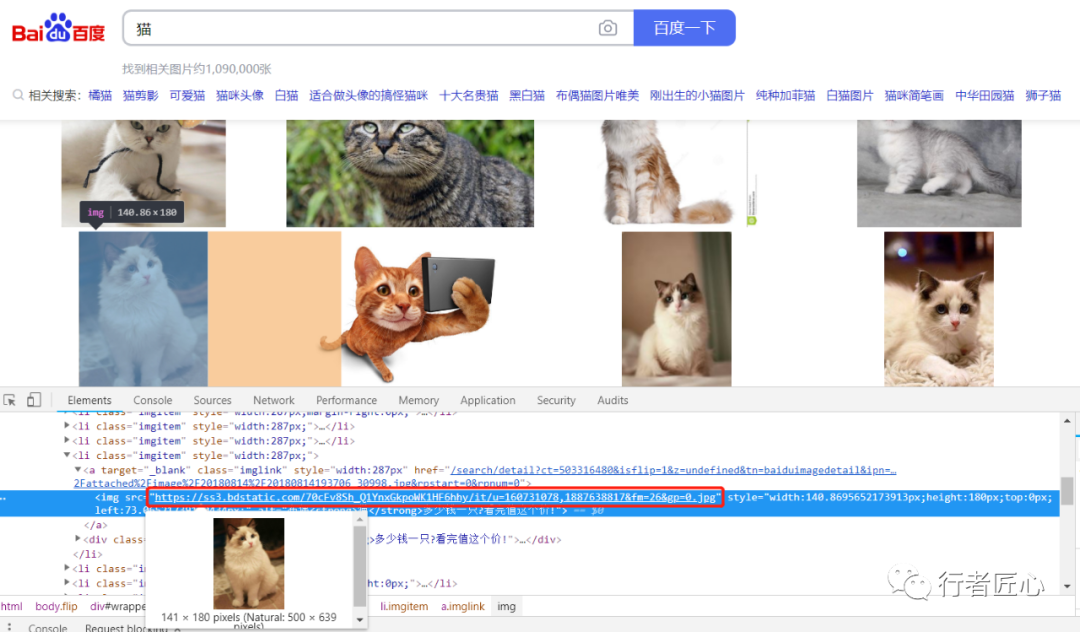 Bai du 百度
猫
百度一下
找到相关图片约1,090,000张
相关搜索: 橘猫 猫剪影 可爱猫 猫咪头像 白猫 适合做头像的搞怪猫咪 十大名贵猫 黑白猫 布偶猫图片唯美 刚出生的小猫图片 纯种加菲猫 白猫图片 猫咪简笔画 中华田园猫 狮子猫
img | 140.86×180
Elements Console Sources Network Performance Memory Application Security Audits
<li class="imgitem" style="width:287px;margin-right:0px;">…</li>
<li class="imgitem" style="width:287px;">…</li>
<li class="imgitem" style="width:287px;">…</li>
<li class="imgitem" style="width:287px;">
<a target="_blank" class="imglink" style="width:287px" href="/search/detail?ct=503316480&isflip=1&z=undefined&tn=baiduimagedetail&ipn=…
2Fattached%2Fimage%2F20180814%2F20180814193706_30998.jpg&rpstart=0&rpnum=0">
<img src="https://ss3.bdstatic.com/70cFv8Sh_Q1YnxGkpoWK1HF6hhy/it/u=160731078,1887638817&fm=26&gp=0.jpg" style="width:140.8695652173913px;height:180px;top:0px;
left:73.0 </strong>多少钱一只?看完值这个价!"> == $0
</a>
<div clas >多少钱一只?看完值这个价!">…</div>
</li>
<li class="i
<li class="i ht:0px;">…</li>
141 × 180 pixels (Natural: 500 × 639
pixels)
html body.flip div#wrappe li.imgitem a.imglink img
Console Request blocking ×
行者匠心